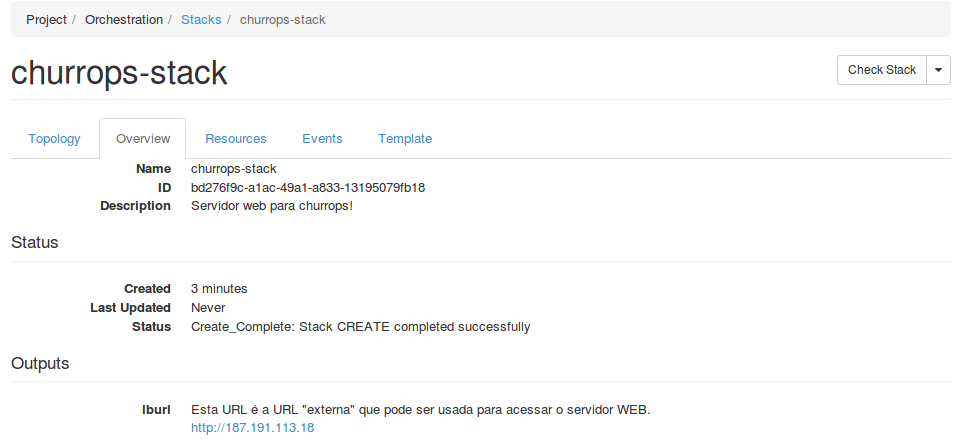 Project / Orchestration / Stacks / churrops-stack
churrops-stack
Check Stack
Topology Overview Resources Events Template
Name churrops-stack
ID bd276f9c-a1ac-49a1-a833-13195079fb18
Description Servidor web para churrops!
Status
Created 3 minutes
Last Updated Never
Status Create_Complete: Stack CREATE completed successfully
Outputs
lburl Esta URL é a URL "externa" que pode ser usada para acessar o servidor WEB.
http://187.191.113.18